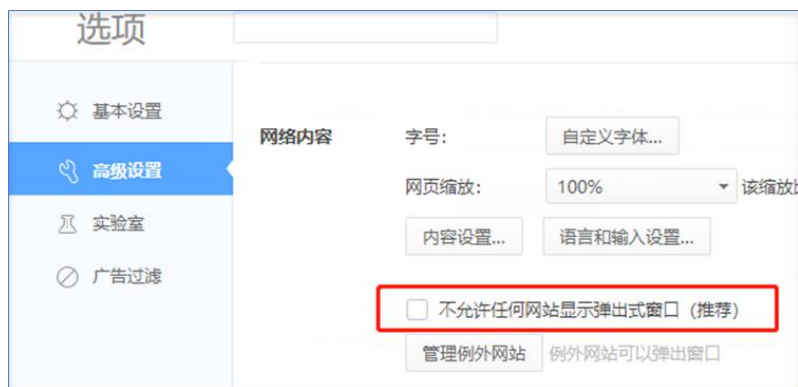 选项
基本设置
高级设置
实验室
广告过滤
网络内容
字号：
自定义字体...
网页缩放：
100%
该缩放
内容设置...
语言和输入设置...
不允许任何网站显示弹出式窗口（推荐）
管理例外网站
例外网站可以弹出窗口